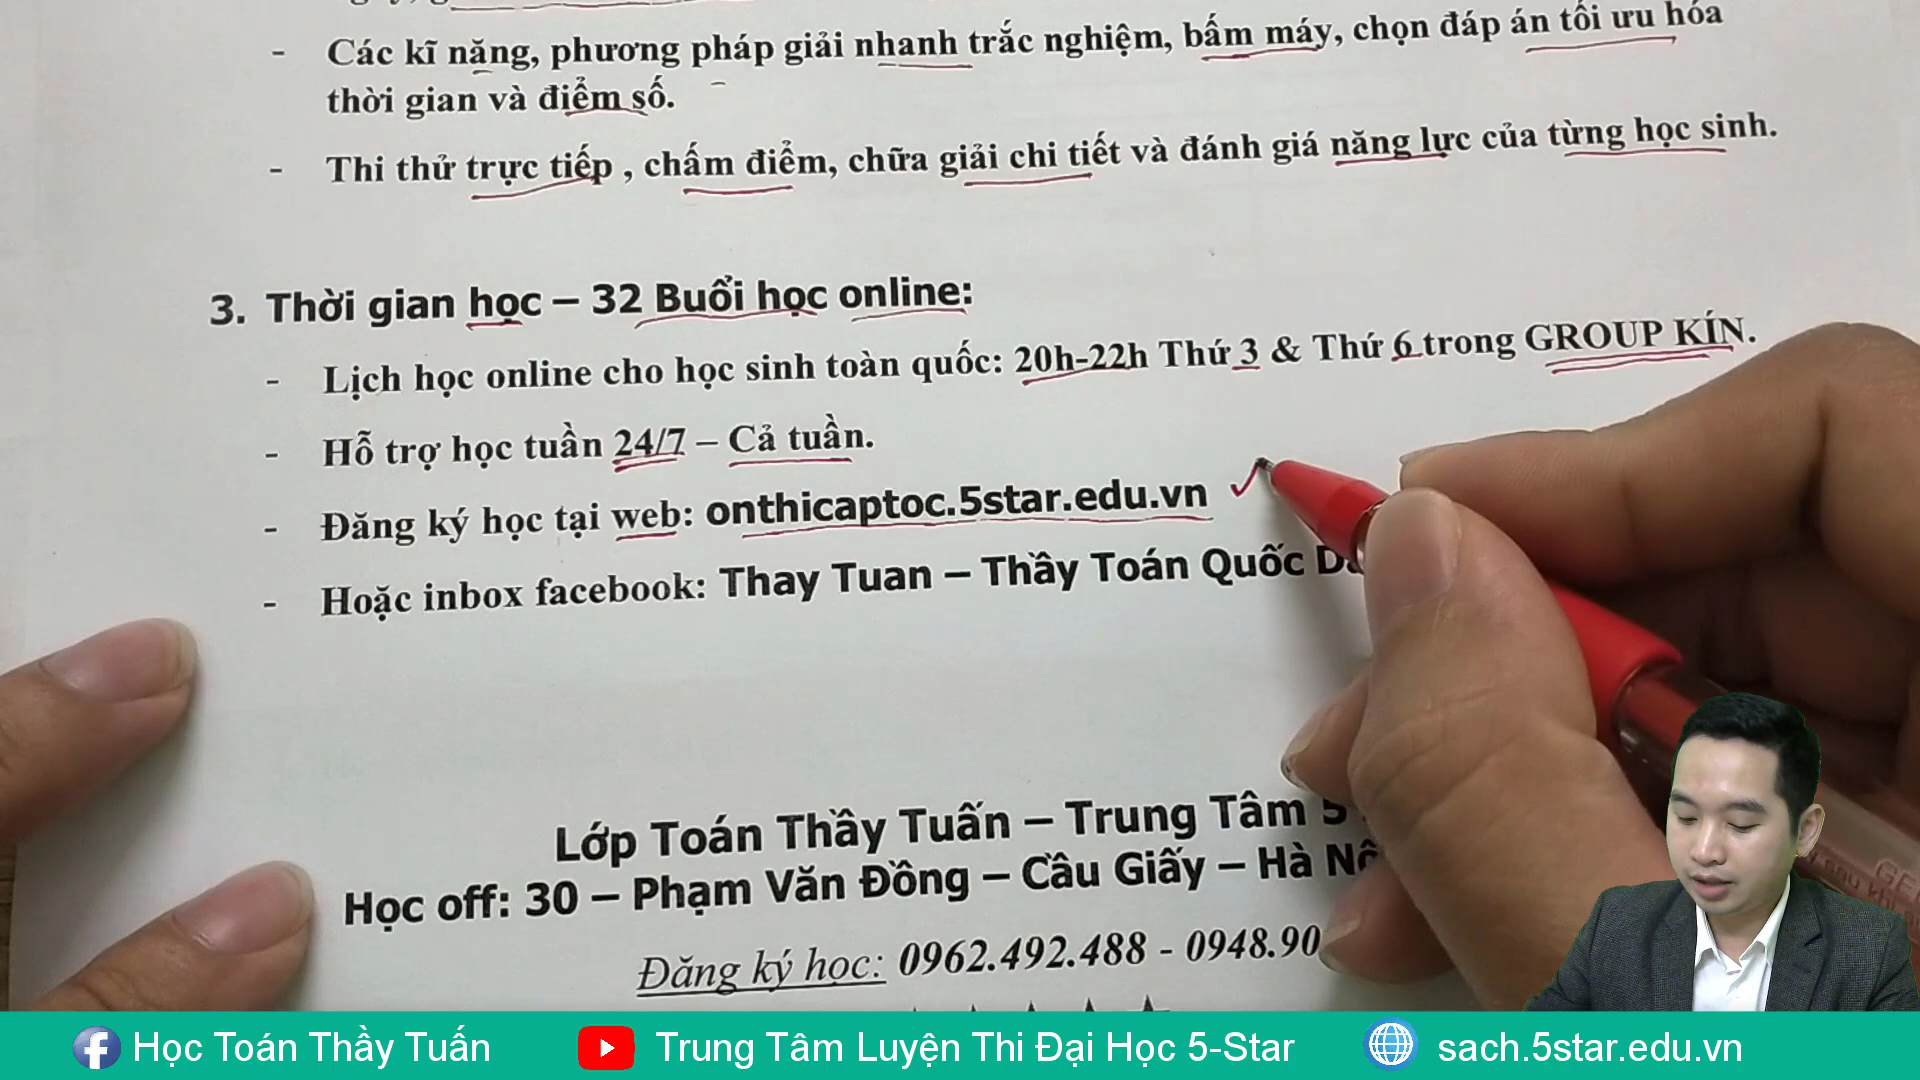 - Các kĩ năng, phương pháp giải nhanh trắc nghiệm, bấm máy, chọn đáp án tối ưu hóa
thời gian và điểm số.
- Thi thử trực tiếp , chấm điểm, chữa giải chi tiết và đánh giá năng lực của từng học sinh.
3. Thời gian học – 32 Buổi học online:
- Lịch học online cho học sinh toàn quốc: 20h-22h Thứ 3 & Thứ 6 trong GROUP KÍN.
- Hỗ trợ học tuần 24/7 – Cả tuần.
- Đăng ký học tại web: onthicaptoc.5star.edu.vn
- Hoặc inbox facebook: Thay Tuan – Thầy Toán Quốc
Lớp Toán Thầy Tuấn – Trung Tâm 5
Học off: 30 – Phạm Văn Đồng – Cầu Giấy – Hà
Đăng ký học: 0962.492.488 - 0948.90
Học Toán Thầy Tuấn
Trung Tâm Luyện Thi Đại Học 5-Star
sach.5star.edu.vn